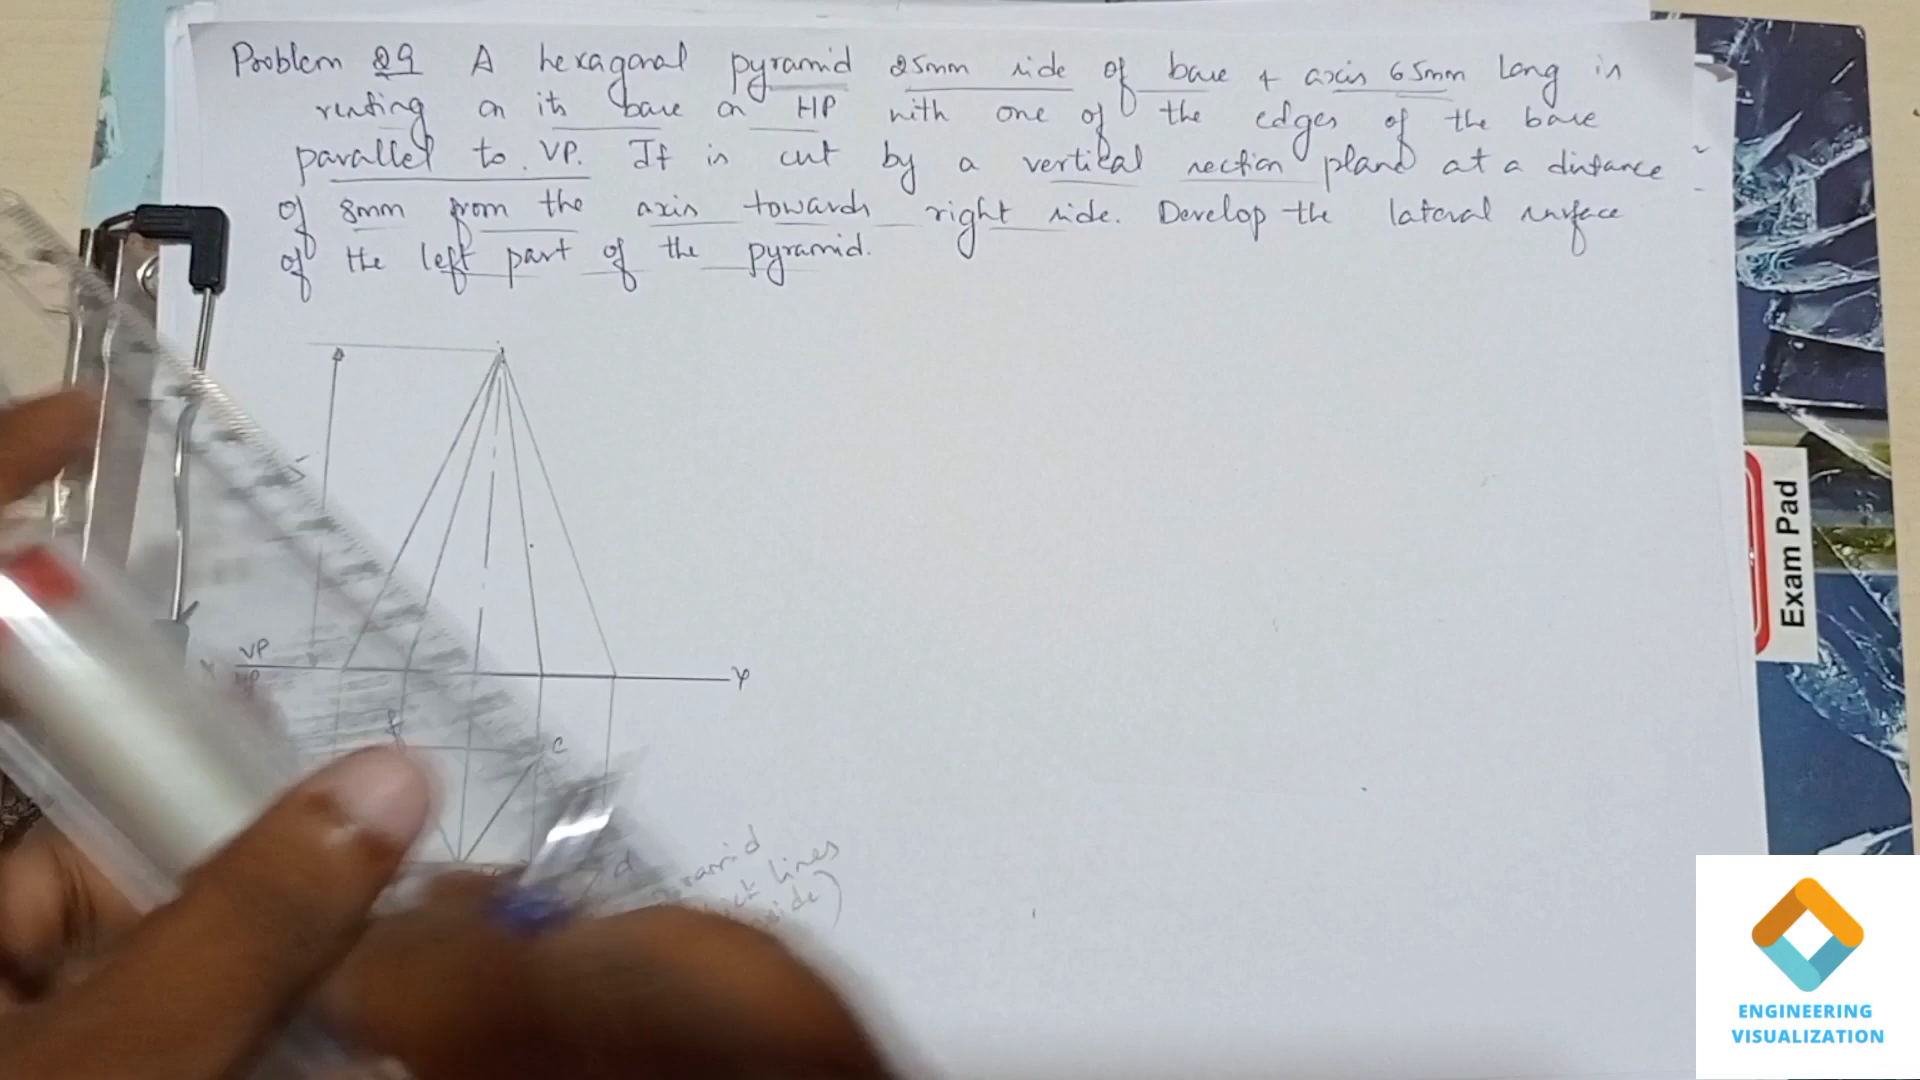 Problem 29 A hexagonal pyramid 25mm side of base & axis 65mm long is
resting on its base on HP with one of the edges of the base
parallel to VP. It is cut by a vertical section plane at a distance
of 8mm from the axis towards right side. Develop the lateral surface
of the left part of the pyramid.
VP
HP
X
Y
f
e
d
lines
side)
Exam Pad
ENGINEERING
VISUALIZATION